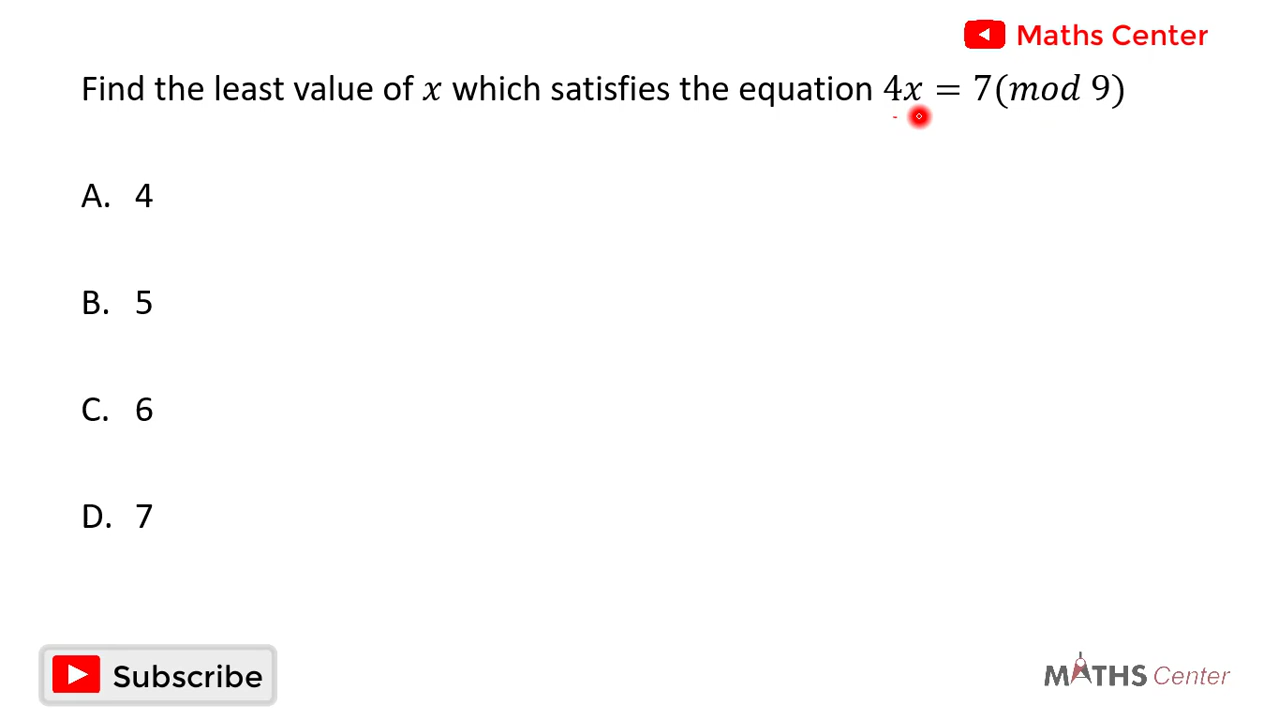 Maths Center
Find the least value of x which satisfies the equation 4x = 7(mod 9)
A. 4
B. 5
C. 6
D. 7
Subscribe
MATHS Center